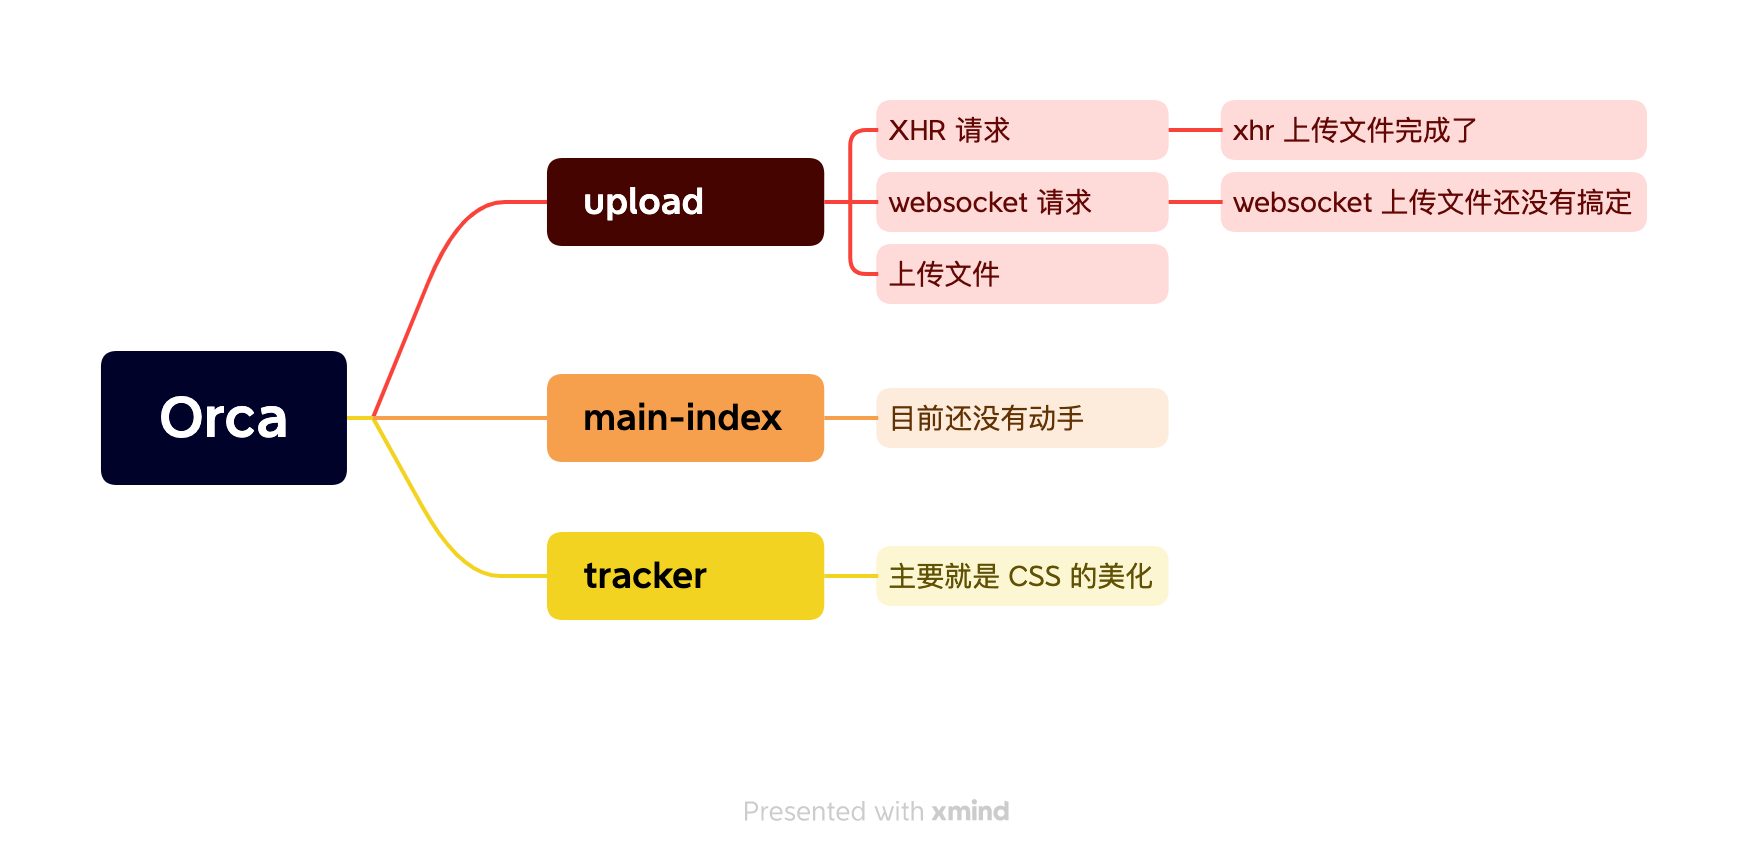 Orca
upload
XHR 请求
xhr 上传文件完成了
websocket 请求
websocket 上传文件还没有搞定
上传文件
main-index
目前还没有动手
tracker
主要就是 CSS 的美化
Presented with xmind